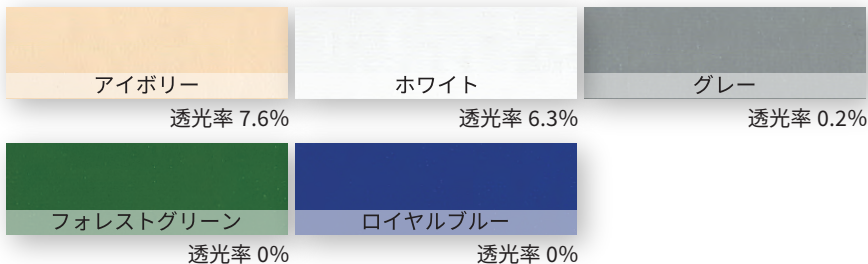 アイボリー
透光率 7.6%
ホワイト
透光率 6.3%
グレー
透光率 0.2%
フォレストグリーン
透光率 0%
ロイヤルブルー
透光率 0%